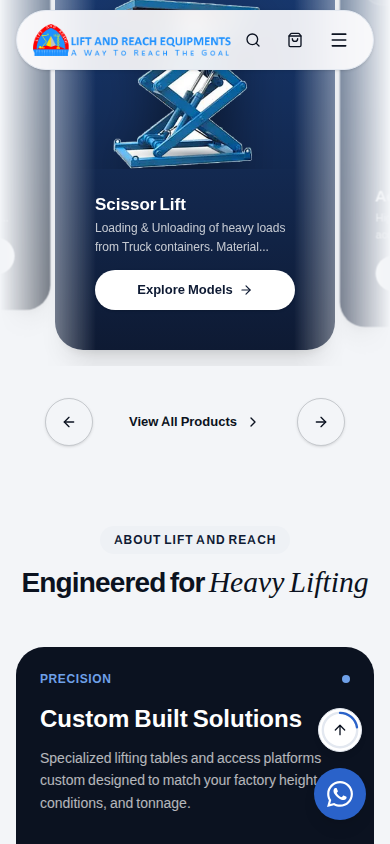 LIFT AND REACH EQUIPMENTS
A WAY TO REACH THE GOAL
Scissor Lift
Loading & Unloading of heavy loads
from Truck containers. Material...
Explore Models
View All Products
ABOUT LIFT AND REACH
Engineered for Heavy Lifting
PRECISION
Custom Built Solutions
Specialized lifting tables and access platforms
custom designed to match your factory height,
conditions, and tonnage.